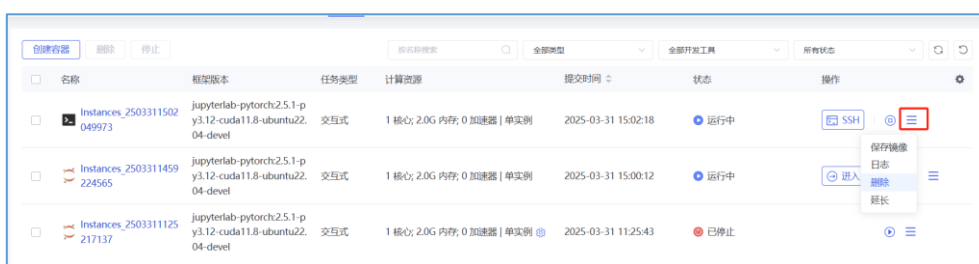 创建容器 删除 停止 按名称搜索 全部类型 全部开发工具 所有状态
名称 框架版本 任务类型 计算资源 提交时间 状态 操作
Instances_2503311502
049973
jupyterlab-pytorch:2.5.1-p
y3.12-cuda11.8-ubuntu22.
04-devel
交互式 1 核心; 2.0G 内存; 0 加速器 | 单实例 2025-03-31 15:02:18 运行中 SSH
保存镜像
日志
删除
延长
Instances_2503311459
224565
jupyterlab-pytorch:2.5.1-p
y3.12-cuda11.8-ubuntu22.
04-devel
交互式 1 核心; 2.0G 内存; 0 加速器 | 单实例 2025-03-31 15:00:12 运行中 进入
Instances_2503311125
217137
jupyterlab-pytorch:2.5.1-p
y3.12-cuda11.8-ubuntu22.
04-devel
交互式 1 核心; 2.0G 内存; 0 加速器 | 单实例 2025-03-31 11:25:43 已停止